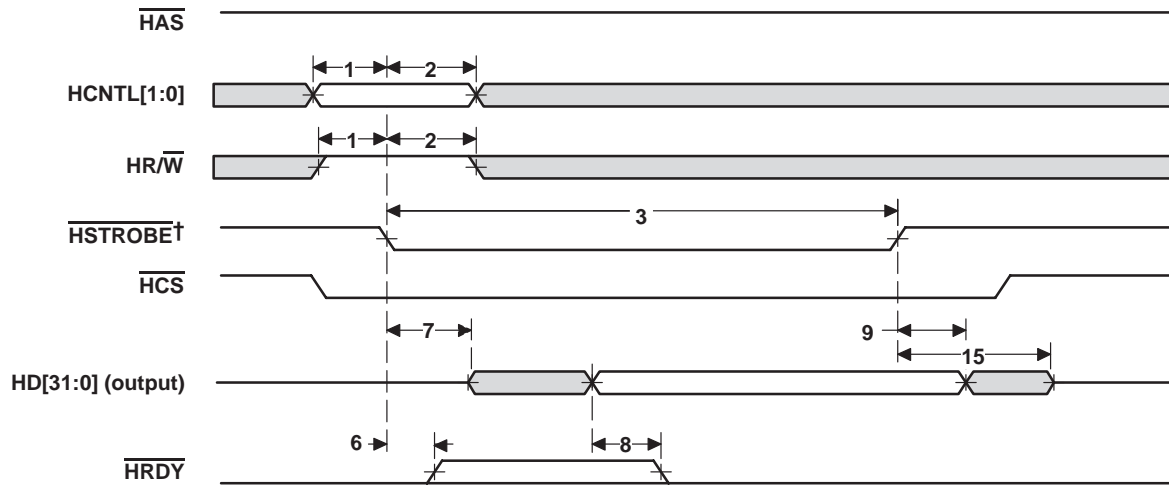 HAS
1 2
HCNTL[1:0]
1 2
HR/W
3
HSTROBE†
HCS
7 9
15
HD[31:0] (output)
6 8
HRDY